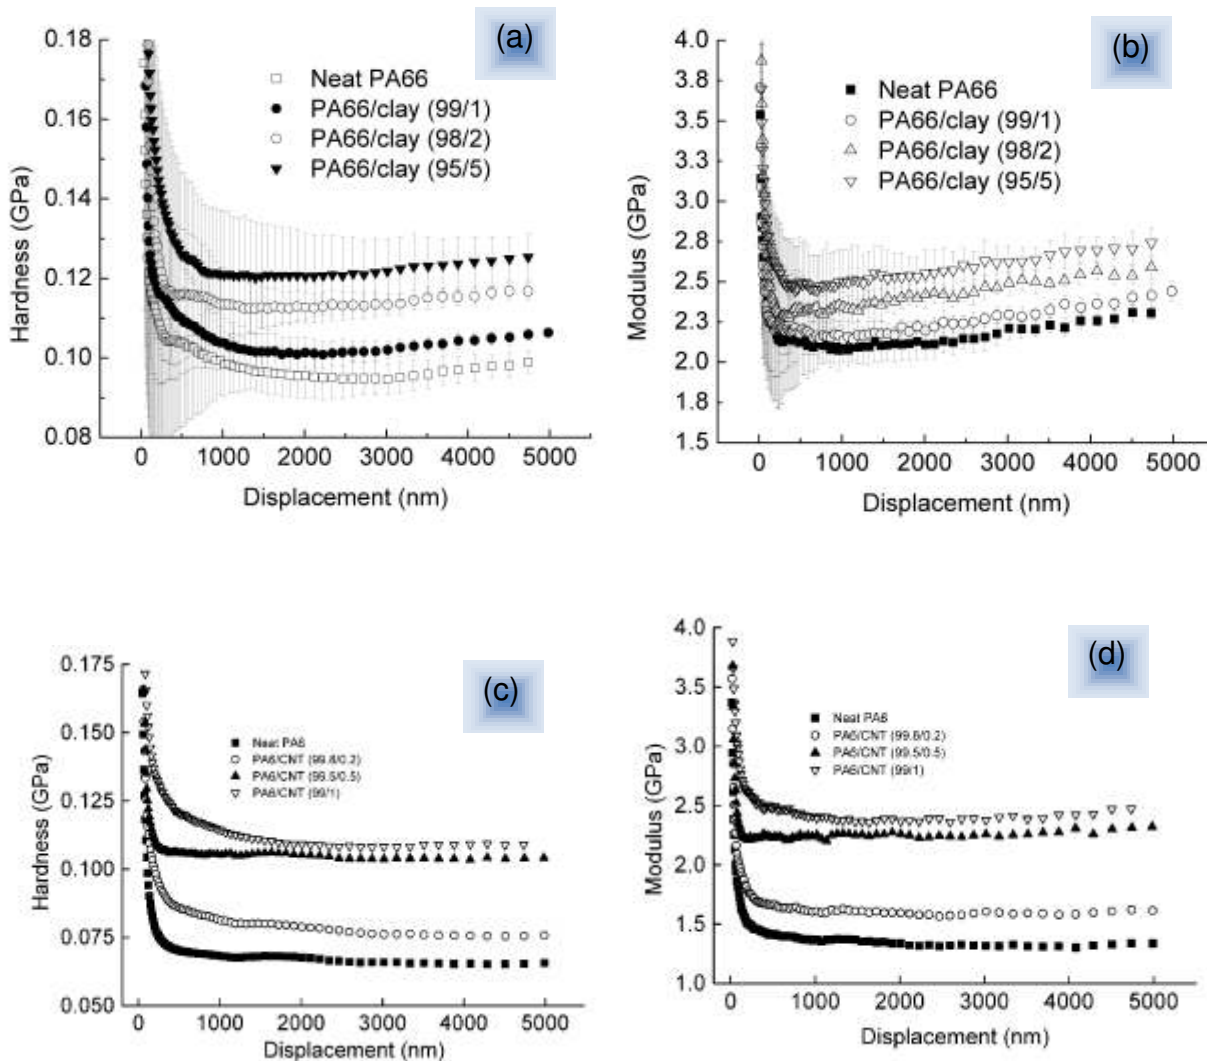 (a)
0.18
0.16
0.14
0.12
0.10
0.08
Hardness (GPa)
Neat PA66
PA66/clay (99/1)
PA66/clay (98/2)
PA66/clay (95/5)
0 1000 2000 3000 4000 5000
Displacement (nm)
(b)
4.0
3.8
3.5
3.3
3.0
2.8
2.5
2.3
2.0
1.8
1.5
Modulus (GPa)
Neat PA66
PA66/clay (99/1)
PA66/clay (98/2)
PA66/clay (95/5)
0 1000 2000 3000 4000 5000
Displacement (nm)
(c)
0.175
0.150
0.125
0.100
0.075
0.050
Hardness (GPa)
Neat PA6
PA6/CNT (99.8/0.2)
PA6/CNT (99.5/0.5)
PA6/CNT (99/1)
0 1000 2000 3000 4000 5000
Displacement (nm)
(d)
4.0
3.5
3.0
2.5
2.0
1.5
1.0
Modulus (GPa)
Neat PA6
PA6/CNT (99.8/0.2)
PA6/CNT (99.5/0.5)
PA6/CNT (99/1)
0 1000 2000 3000 4000 5000
Displacement (nm)